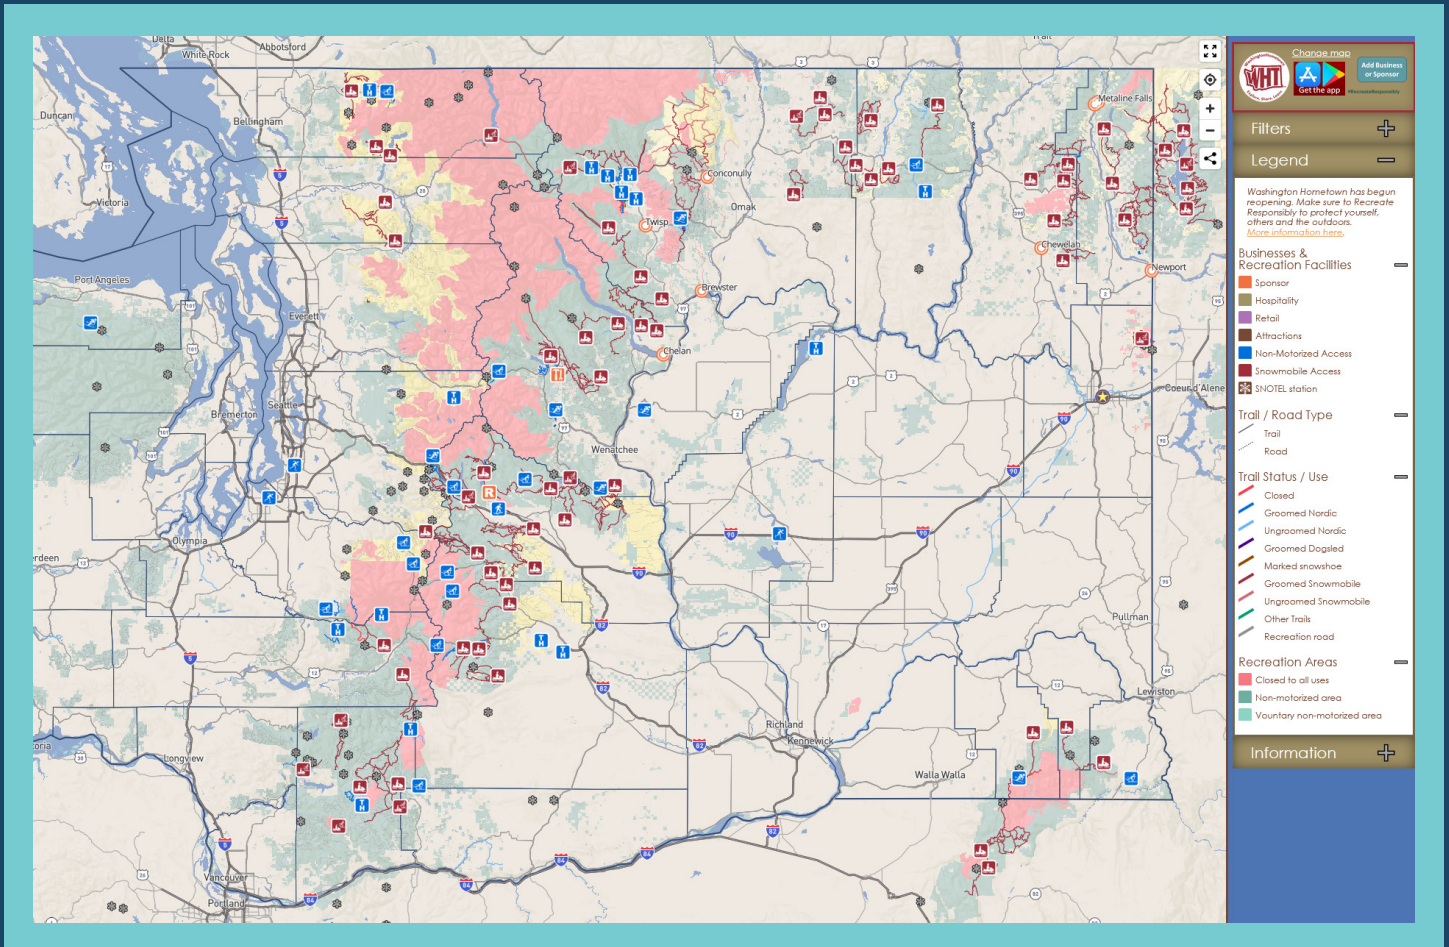 Delta
Abbotsford
Trail
White Rock
Duncan
Bellingham
Metaline Falls
Conconully
Victoria
Omak
Twisp
Chewelah
Newport
Port Angeles
Brewster
Everett
Chelan
Coeur d'Alene
Seattle
Bremerton
Wenatchee
Olympia
rdeen
Pullman
Lewiston
Richland
Kennewick
toria
Longview
Walla Walla
Vancouver
Portland
WHT
Change map
Get the app
Add Business
or Sponsor
#RecreateResponsibly
Filters
Legend
Washington Hometown has begun
reopening. Make sure to Recreate
Responsibly to protect yourself,
others and the outdoors.
More information here.
Businesses &
Recreation Facilities
Sponsor
Hospitality
Retail
Attractions
Non-Motorized Access
Snowmobile Access
SNOTEL station
Trail / Road Type
Trail
Road
Trail Status / Use
Closed
Groomed Nordic
Ungroomed Nordic
Groomed Dogsled
Marked snowshoe
Groomed Snowmobile
Ungroomed Snowmobile
Other Trails
Recreation road
Recreation Areas
Closed to all uses
Non-motorized area
Vountary non-motorized area
Information